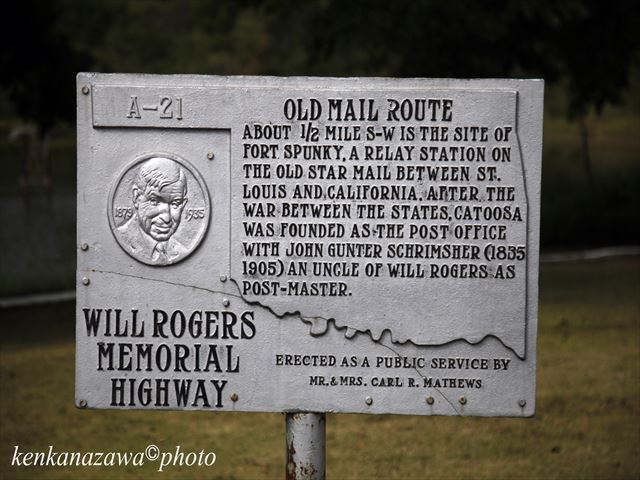 A-21
OLD MAIL ROUTE
ABOUT 1/2 MILE S-W IS THE SITE OF
FORT SPUNKY, A RELAY STATION ON
THE OLD STAR MAIL BETWEEN ST.
LOUIS AND CALIFORNIA. AFTER THE
WAR BETWEEN THE STATES, CATOOSA
WAS FOUNDED AS THE POST OFFICE
WITH JOHN GUNTER SCHRIMSHER (1835
1905) AN UNCLE OF WILL ROGERS AS
POST-MASTER.
1879 1935
WILL ROGERS
MEMORIAL
HIGHWAY
ERECTED AS A PUBLIC SERVICE BY
MR. & MRS. CARL R. MATHEWS
kenkanazawa©photo